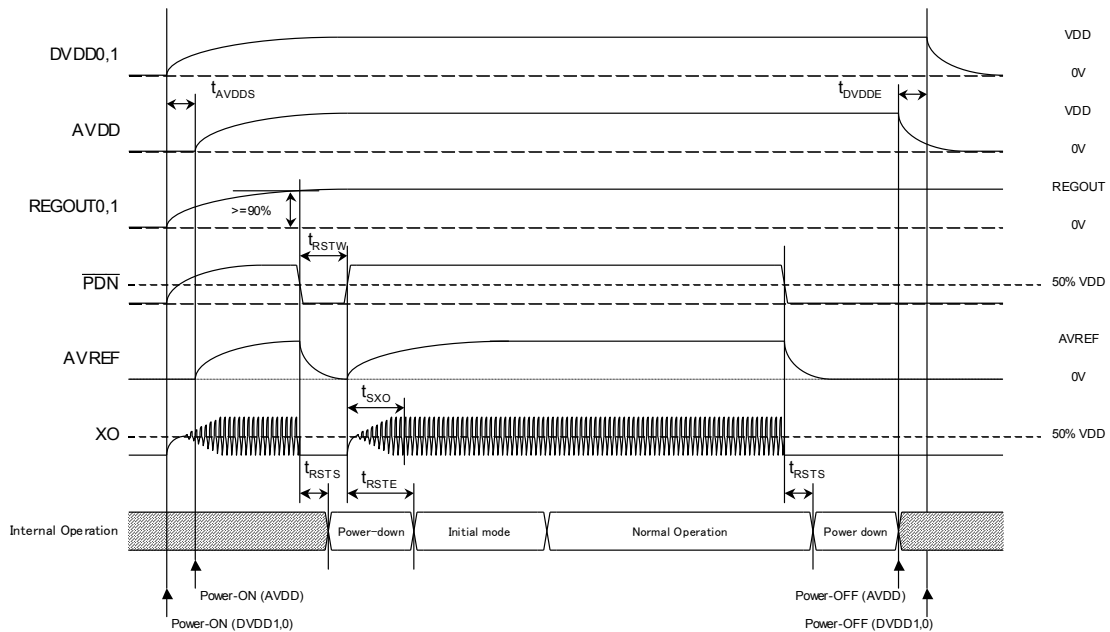 DVDD0,1
VDD
0V
tAVDDS
tDVDDE
AVDD
VDD
0V
REGOUT0,1
>=90%
REGOUT
0V
tRSTW
PDN
50% VDD
AVREF
AVREF
0V
tSXO
XO
50% VDD
tRSTS
tRSTE
tRSTS
Internal Operation
Power-down
Initial mode
Normal Operation
Power down
Power-ON (AVDD)
Power-OFF (AVDD)
Power-ON (DVDD1,0)
Power-OFF (DVDD1,0)